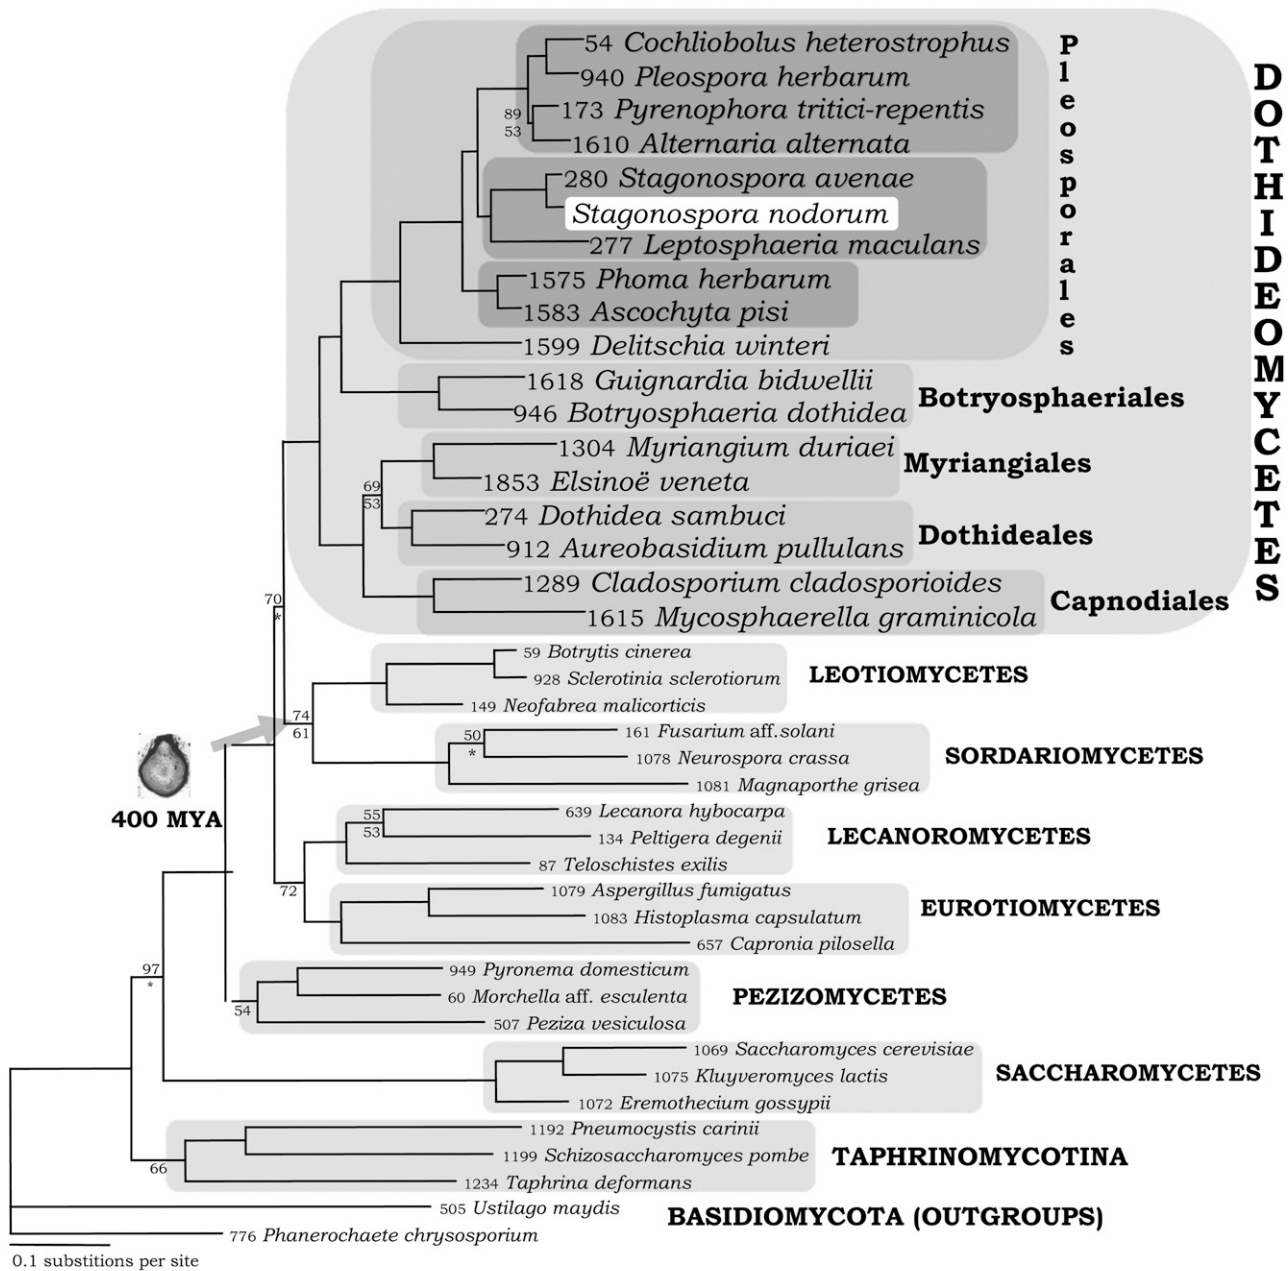 54 Cochliobolus heterostrophus
940 Pleospora herbarum
89
53
173 Pyrenophora tritici-repentis
1610 Alternaria alternata
280 Stagonospora avenae
Stagonospora nodorum
277 Leptosphaeria maculans
1575 Phoma herbarum
1583 Ascochyta pisi
1599 Delitschia winteri
Pleosporales
DOTHIDEOMYCETES
1618 Guignardia bidwellii
946 Botryosphaeria dothidea
Botryosphaeriales
1304 Myriangium duriaei
1853 Elsinoë veneta
Myriangiales
69
53
274 Dothidea sambuci
912 Aureobasidium pullulans
Dothideales
1289 Cladosporium cladosporioides
1615 Mycosphaerella graminicola
Capnodiales
70
*
59 Botrytis cinerea
928 Sclerotinia sclerotiorum
149 Neofabrea malicorticis
LEOTIOMYCETES
74
61
50
*
161 Fusarium aff.solani
1078 Neurospora crassa
1081 Magnaporthe grisea
SORDARIOMYCETES
400 MYA
55
53
639 Lecanora hybocarpa
134 Peltigera degenii
87 Teloschistes exilis
LECANOROMYCETES
72
1079 Aspergillus fumigatus
1083 Histoplasma capsulatum
657 Capronia pilosella
EUROTIOMYCETES
97
*
54
949 Pyronema domesticum
60 Morchella aff. esculenta
507 Peziza vesiculosa
PEZIZOMYCETES
1069 Saccharomyces cerevisiae
1075 Kluyveromyces lactis
1072 Eremothecium gossypii
SACCHAROMYCETES
66
1192 Pneumocystis carinii
1199 Schizosaccharomyces pombe
1234 Taphrina deformans
TAPHRINOMYCOTINA
505 Ustilago maydis
776 Phanerochaete chrysosporium
BASIDIOMYCOTA (OUTGROUPS)
0.1 substitions per site